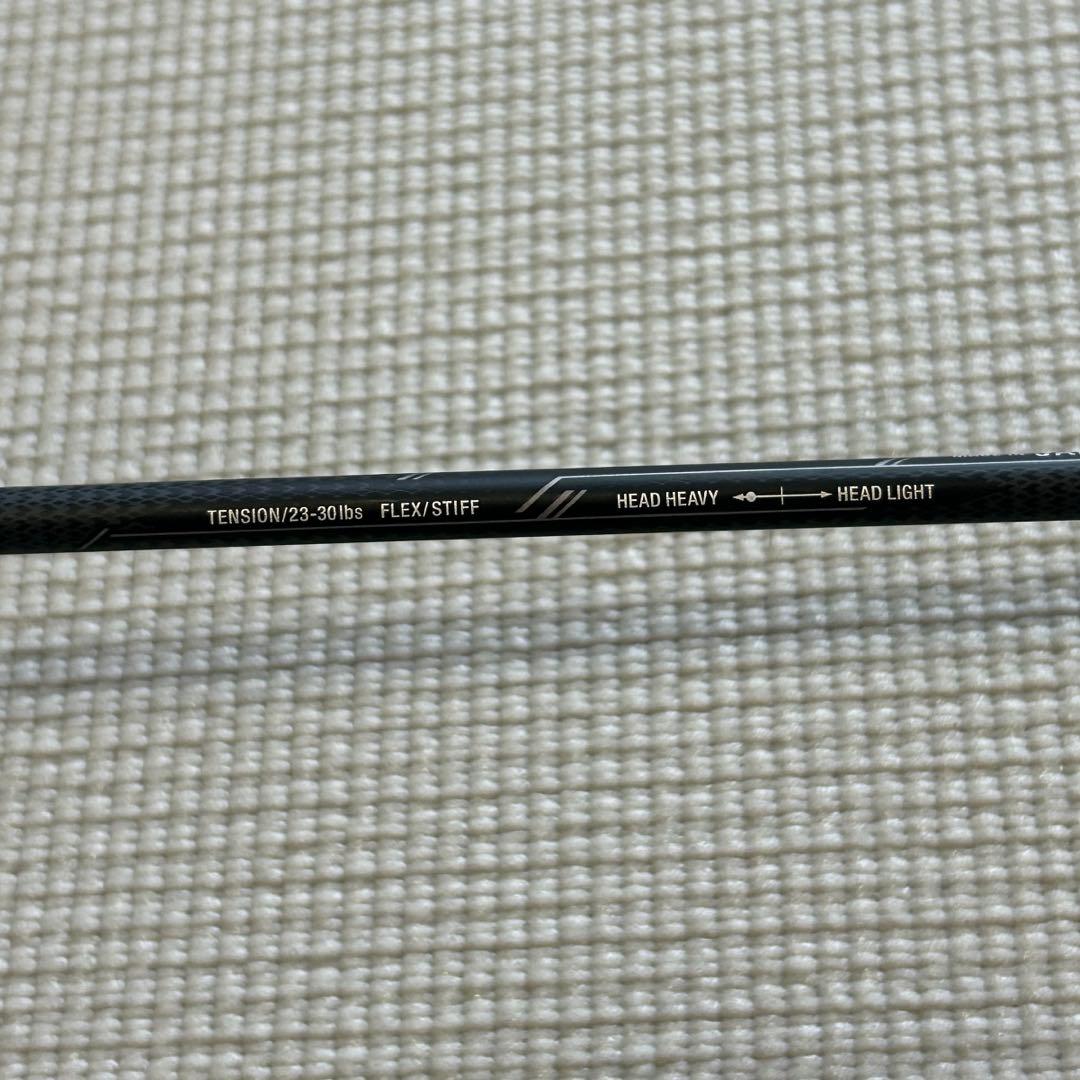 TENSION/23-30lbs FLEX/STIFF HEAD HEAVY HEAD LIGHT